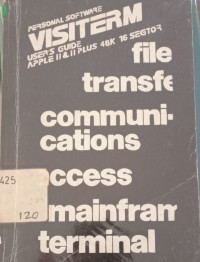 PERSONAL SOFTWARE
VISITERM
USERS GUIDE
APPLE II & II PLUS 48K 16 SECTOR
file
transfe
communi-
cations
ccess
425
120
mainfram
terminal